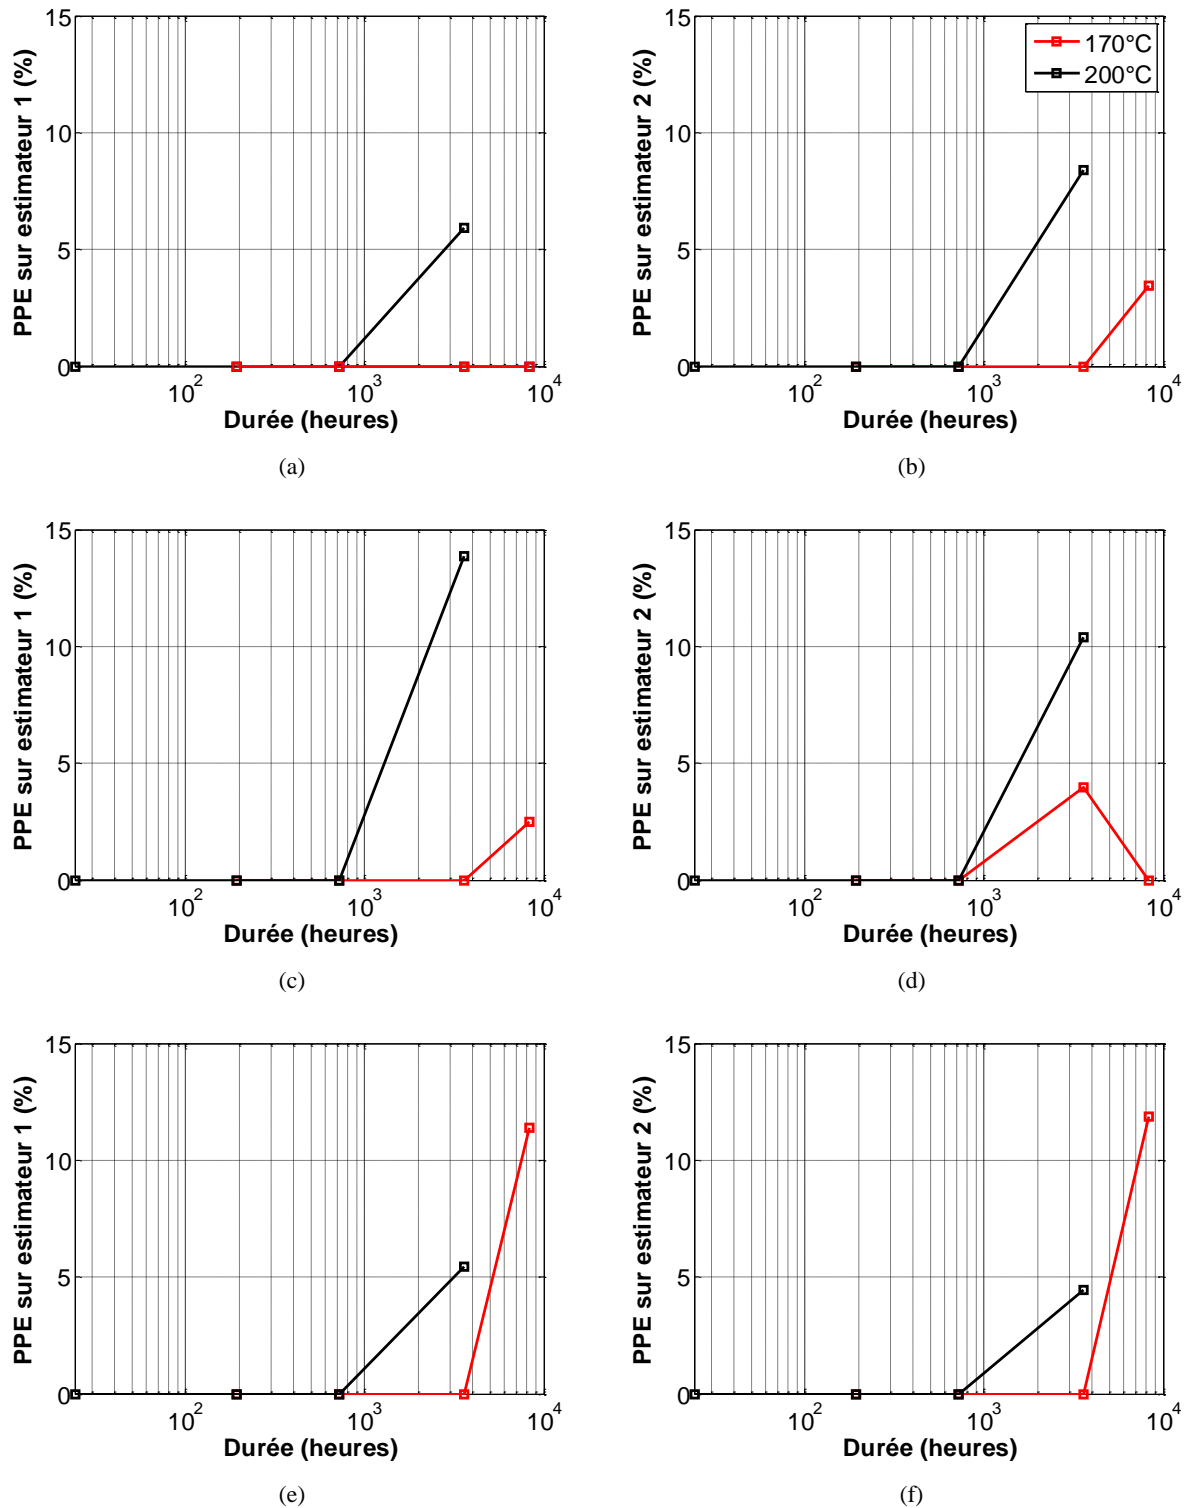 15
10
5
0
PPE sur estimateur 1 (%)
10^2
10^3
10^4
Durée (heures)
(a)
15
10
5
0
PPE sur estimateur 2 (%)
170°C
200°C
10^2
10^3
10^4
Durée (heures)
(b)
15
10
5
0
PPE sur estimateur 1 (%)
10^2
10^3
10^4
Durée (heures)
(c)
15
10
5
0
PPE sur estimateur 2 (%)
10^2
10^3
10^4
Durée (heures)
(d)
15
10
5
0
PPE sur estimateur 1 (%)
10^2
10^3
10^4
Durée (heures)
(e)
15
10
5
0
PPE sur estimateur 2 (%)
10^2
10^3
10^4
Durée (heures)
(f)